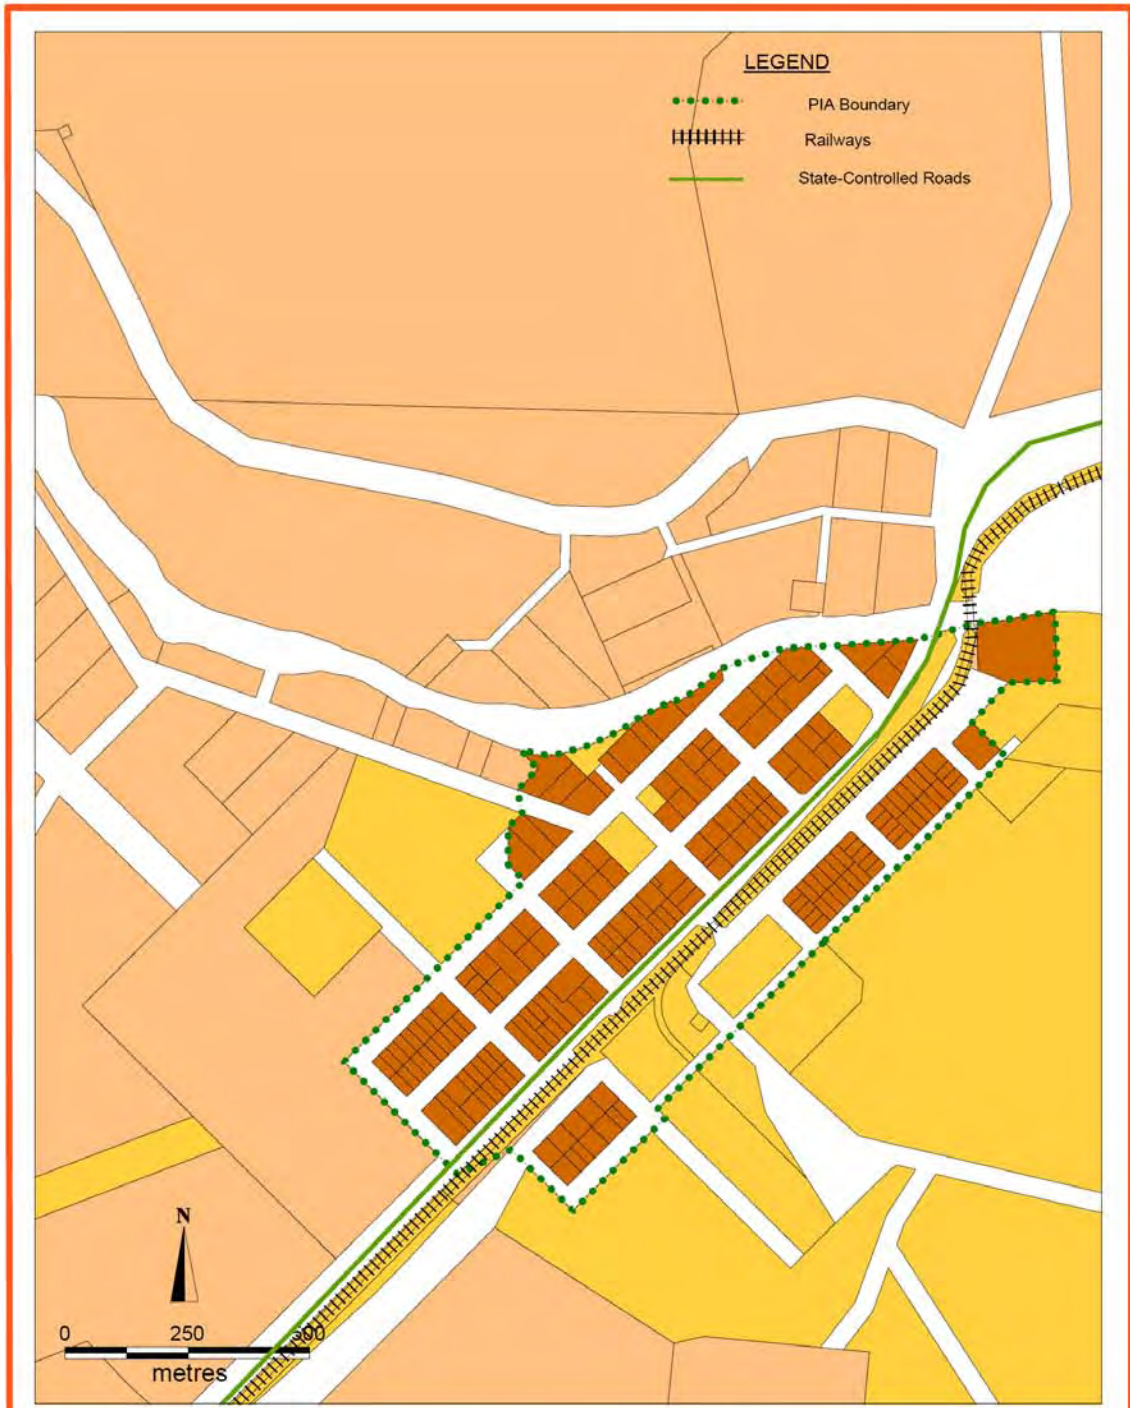 LEGEND
PIA Boundary
Railways
State-Controlled Roads
N
0 250 500
metres